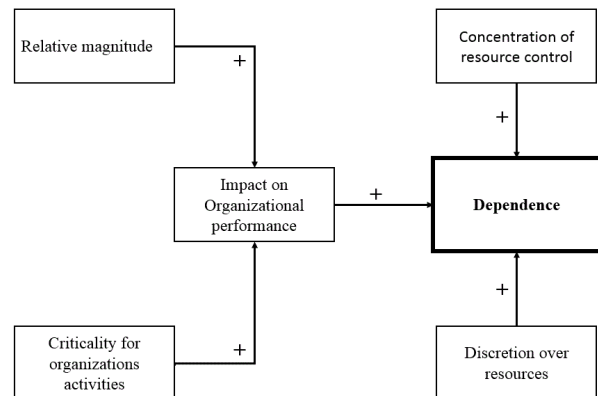 Relative magnitude
+
Concentration of
resource control
+
Impact on
Organizational
performance
+
Dependence
+
Criticality for
organizations
activities
+
Discretion over
resources